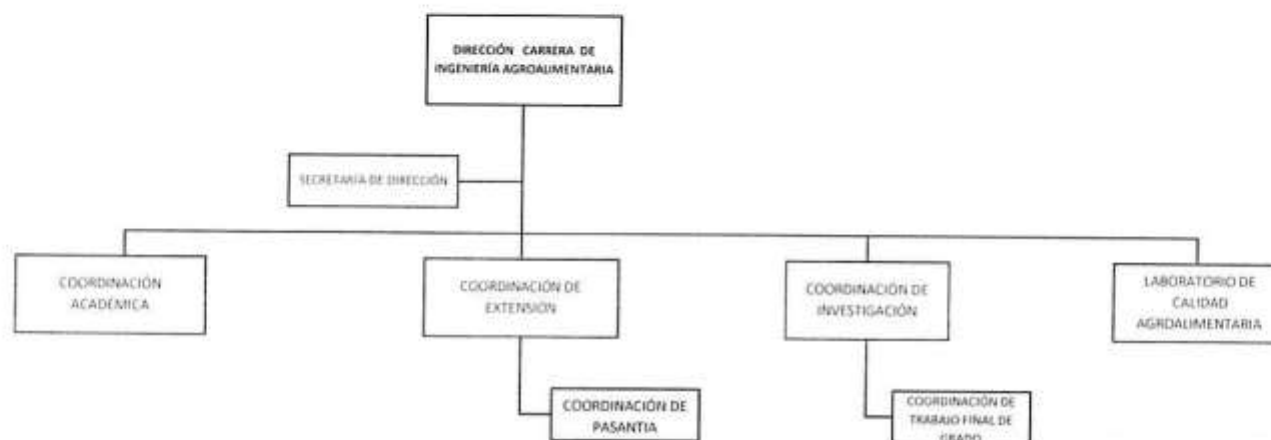 DIRECCIÓN CARRERA DE
INGENIERÍA AGROALIMENTARIA
SECRETARÍA DE DIRECCIÓN
COORDINACIÓN
ACADÉMICA
COORDINACIÓN DE
EXTENSIÓN
COORDINACIÓN DE
INVESTIGACIÓN
LABORATORIO DE
CALIDAD
AGROALIMENTARIA
COORDINACIÓN DE
PASANTIA
COORDINACIÓN DE
TRABAJO FINAL DE
GRADO